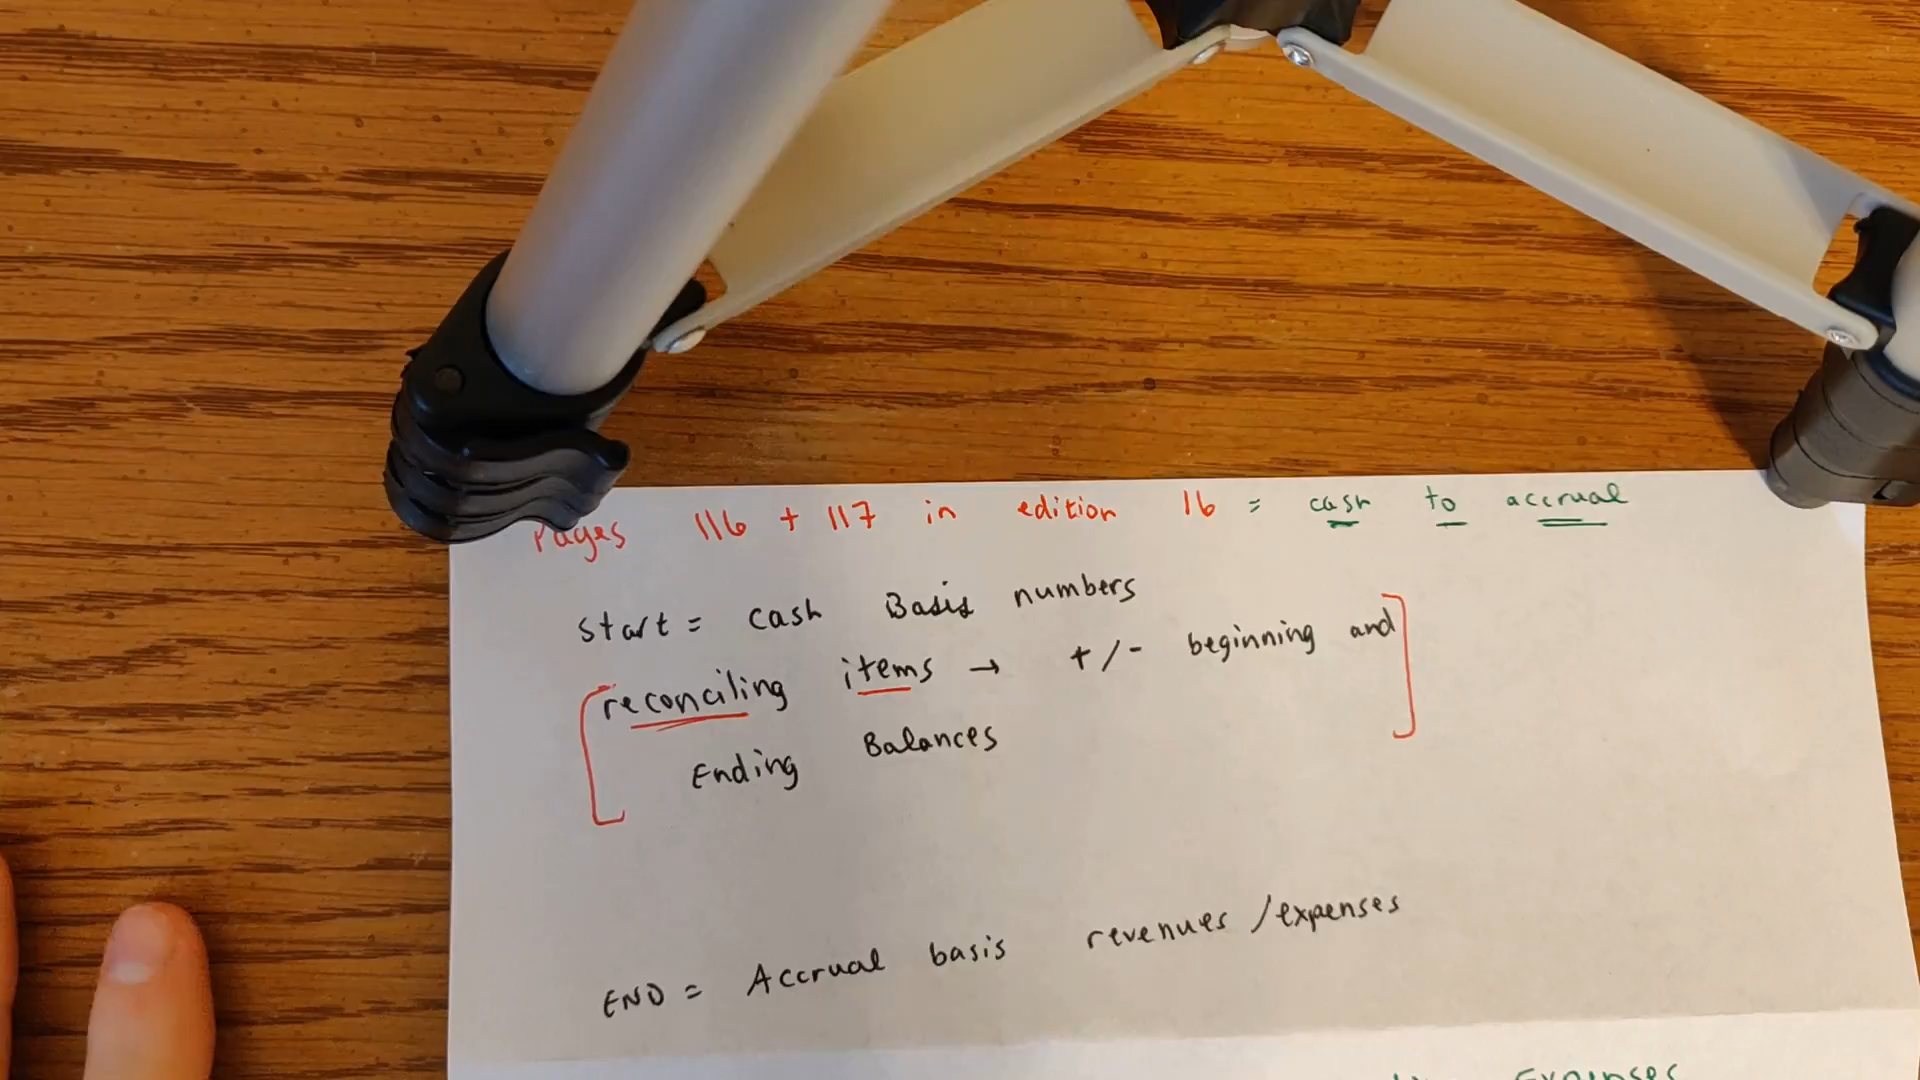 Pages 116 + 117 in edition 16 = cash to accrual
start = cash Basis numbers
reconciling items → +/- beginning and
Ending Balances
END = Accrual basis revenues/expenses
Expenses